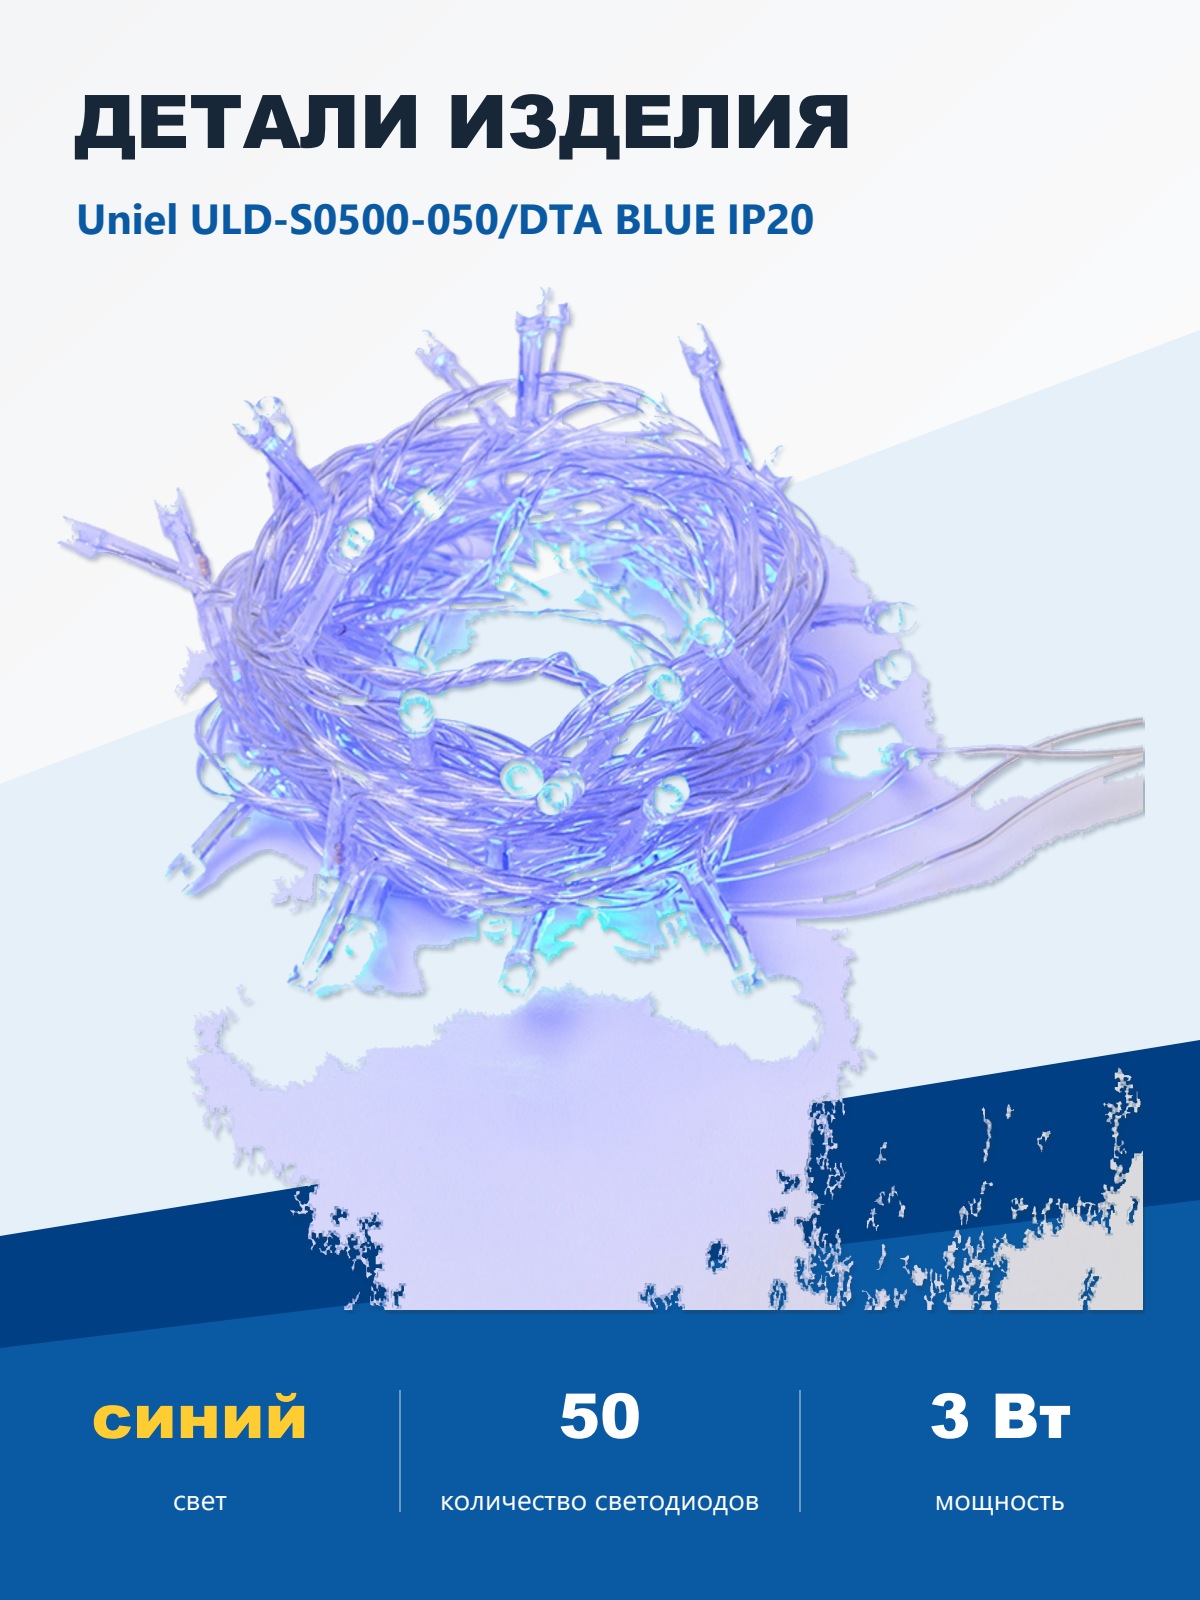 ДЕТАЛИ ИЗДЕЛИЯ
Uniel ULD-S0500-050/DTA BLUE IP20
синий
свет
50
количество светодиодов
3 Вт
мощность